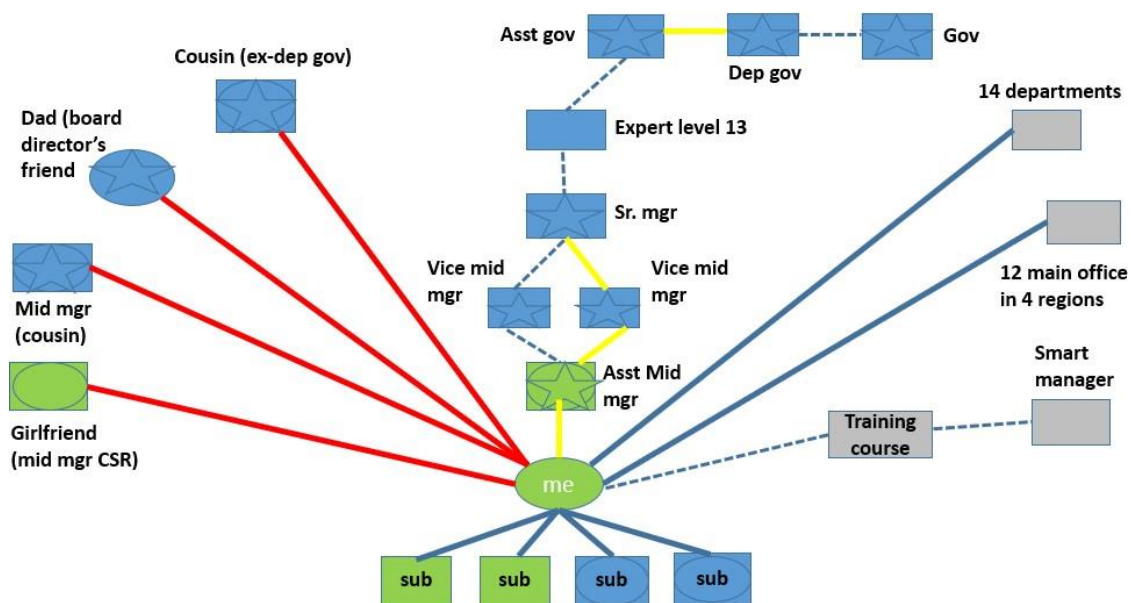 Asst gov
Gov
Dep gov
Cousin (ex-dep gov)
14 departments
Dad (board
director's
friend
Expert level 13
Sr. mgr
Vice mid
mgr
Vice mid
mgr
12 main office
in 4 regions
Mid mgr
(cousin)
Asst Mid
mgr
Smart
manager
Girlfriend
(mid mgr CSR)
Training
course
me
sub
sub
sub
sub